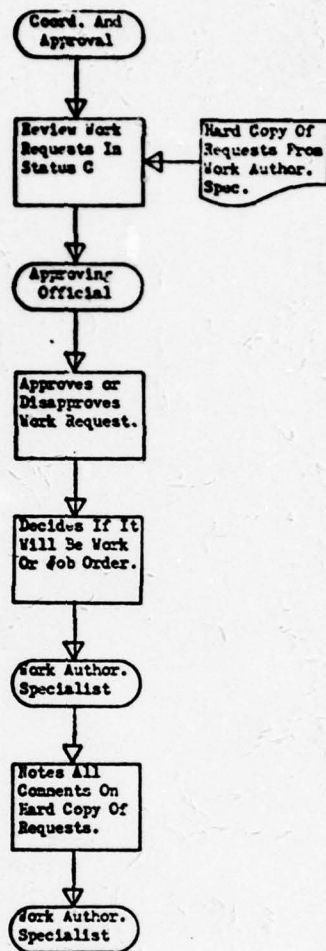 Coord. And
Approval
Review Work
Requests In
Status C
Hard Copy Of
Requests From
Work Author.
Spec.
Approving
Official
Approves or
Disapproves
Work Request.
Decides If It
Will Be Work
Or Job Order.
Work Author.
Specialist
Notes All
Comments On
Hard Copy Of
Requests.
Work Author.
Specialist